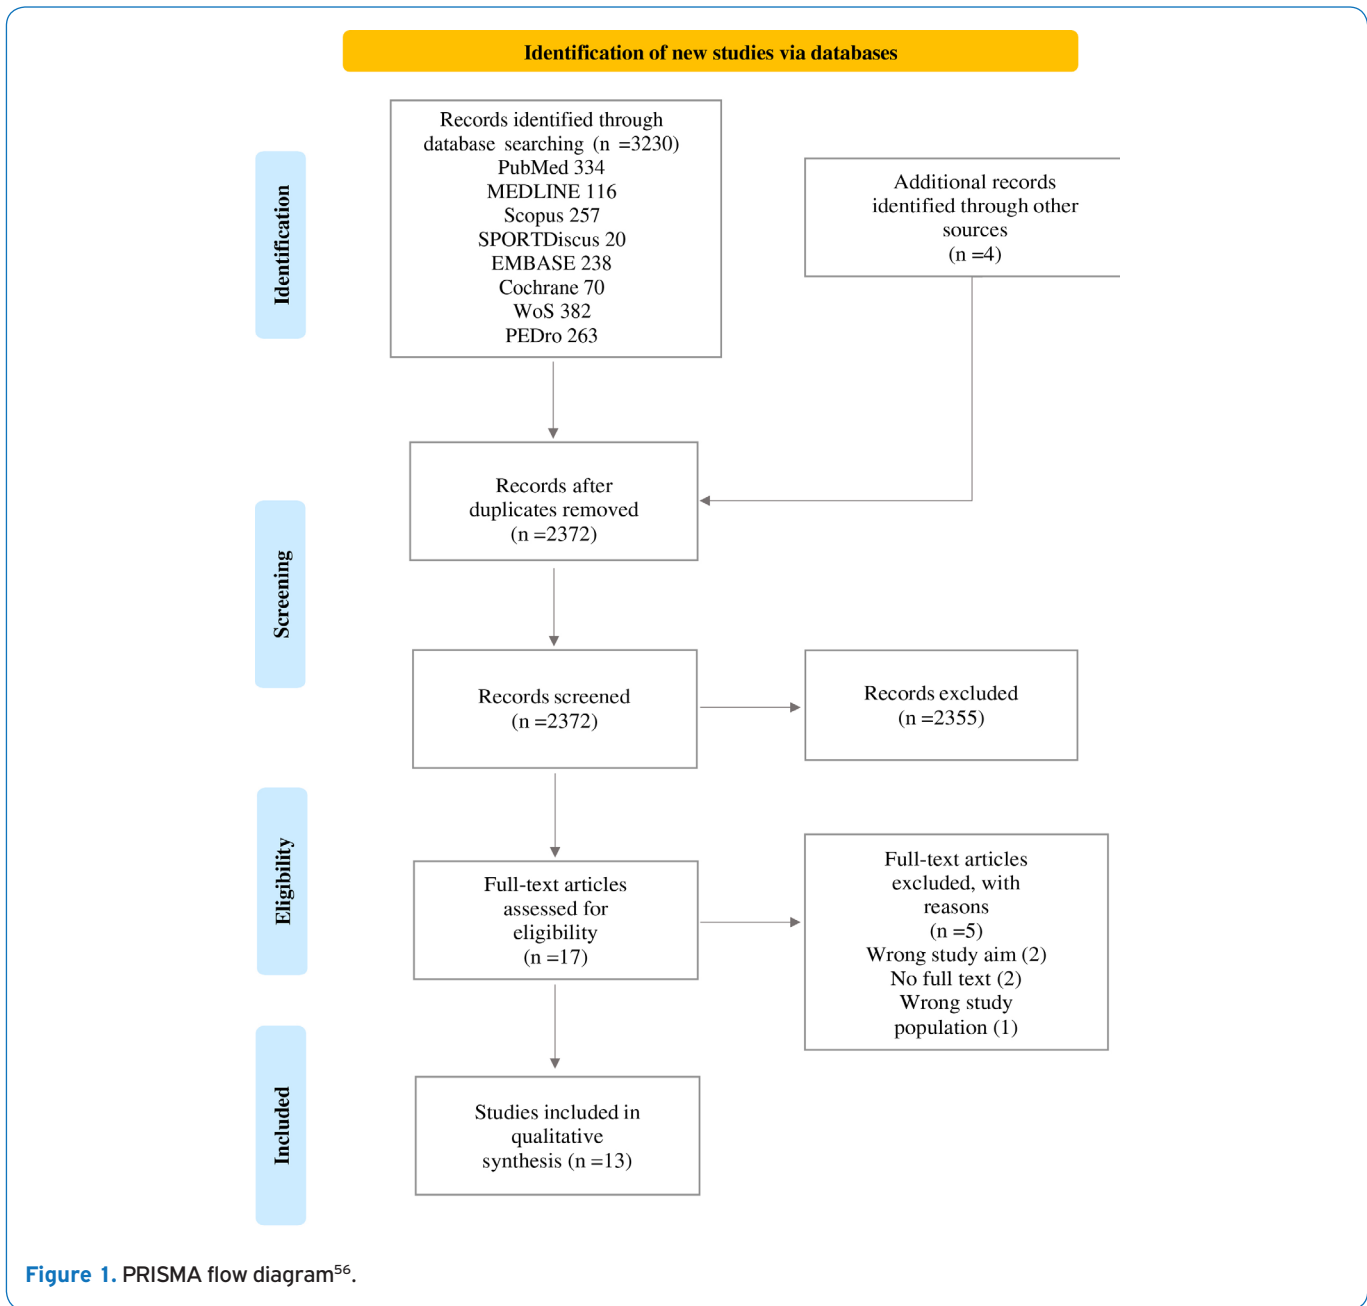 Identification of new studies via databases
Identification
Records identified through
database searching (n =3230)
PubMed 334
MEDLINE 116
Scopus 257
SPORTDiscus 20
EMBASE 238
Cochrane 70
WoS 382
PEDro 263
Additional records
identified through other
sources
(n =4)
Screening
Records after
duplicates removed
(n =2372)
Records screened
(n =2372)
Records excluded
(n =2355)
Eligibility
Full-text articles
assessed for
eligibility
(n =17)
Full-text articles
excluded, with
reasons
(n =5)
Wrong study aim (2)
No full text (2)
Wrong study
population (1)
Included
Studies included in
qualitative
synthesis (n =13)
Figure 1. PRISMA flow diagram⁵⁶.